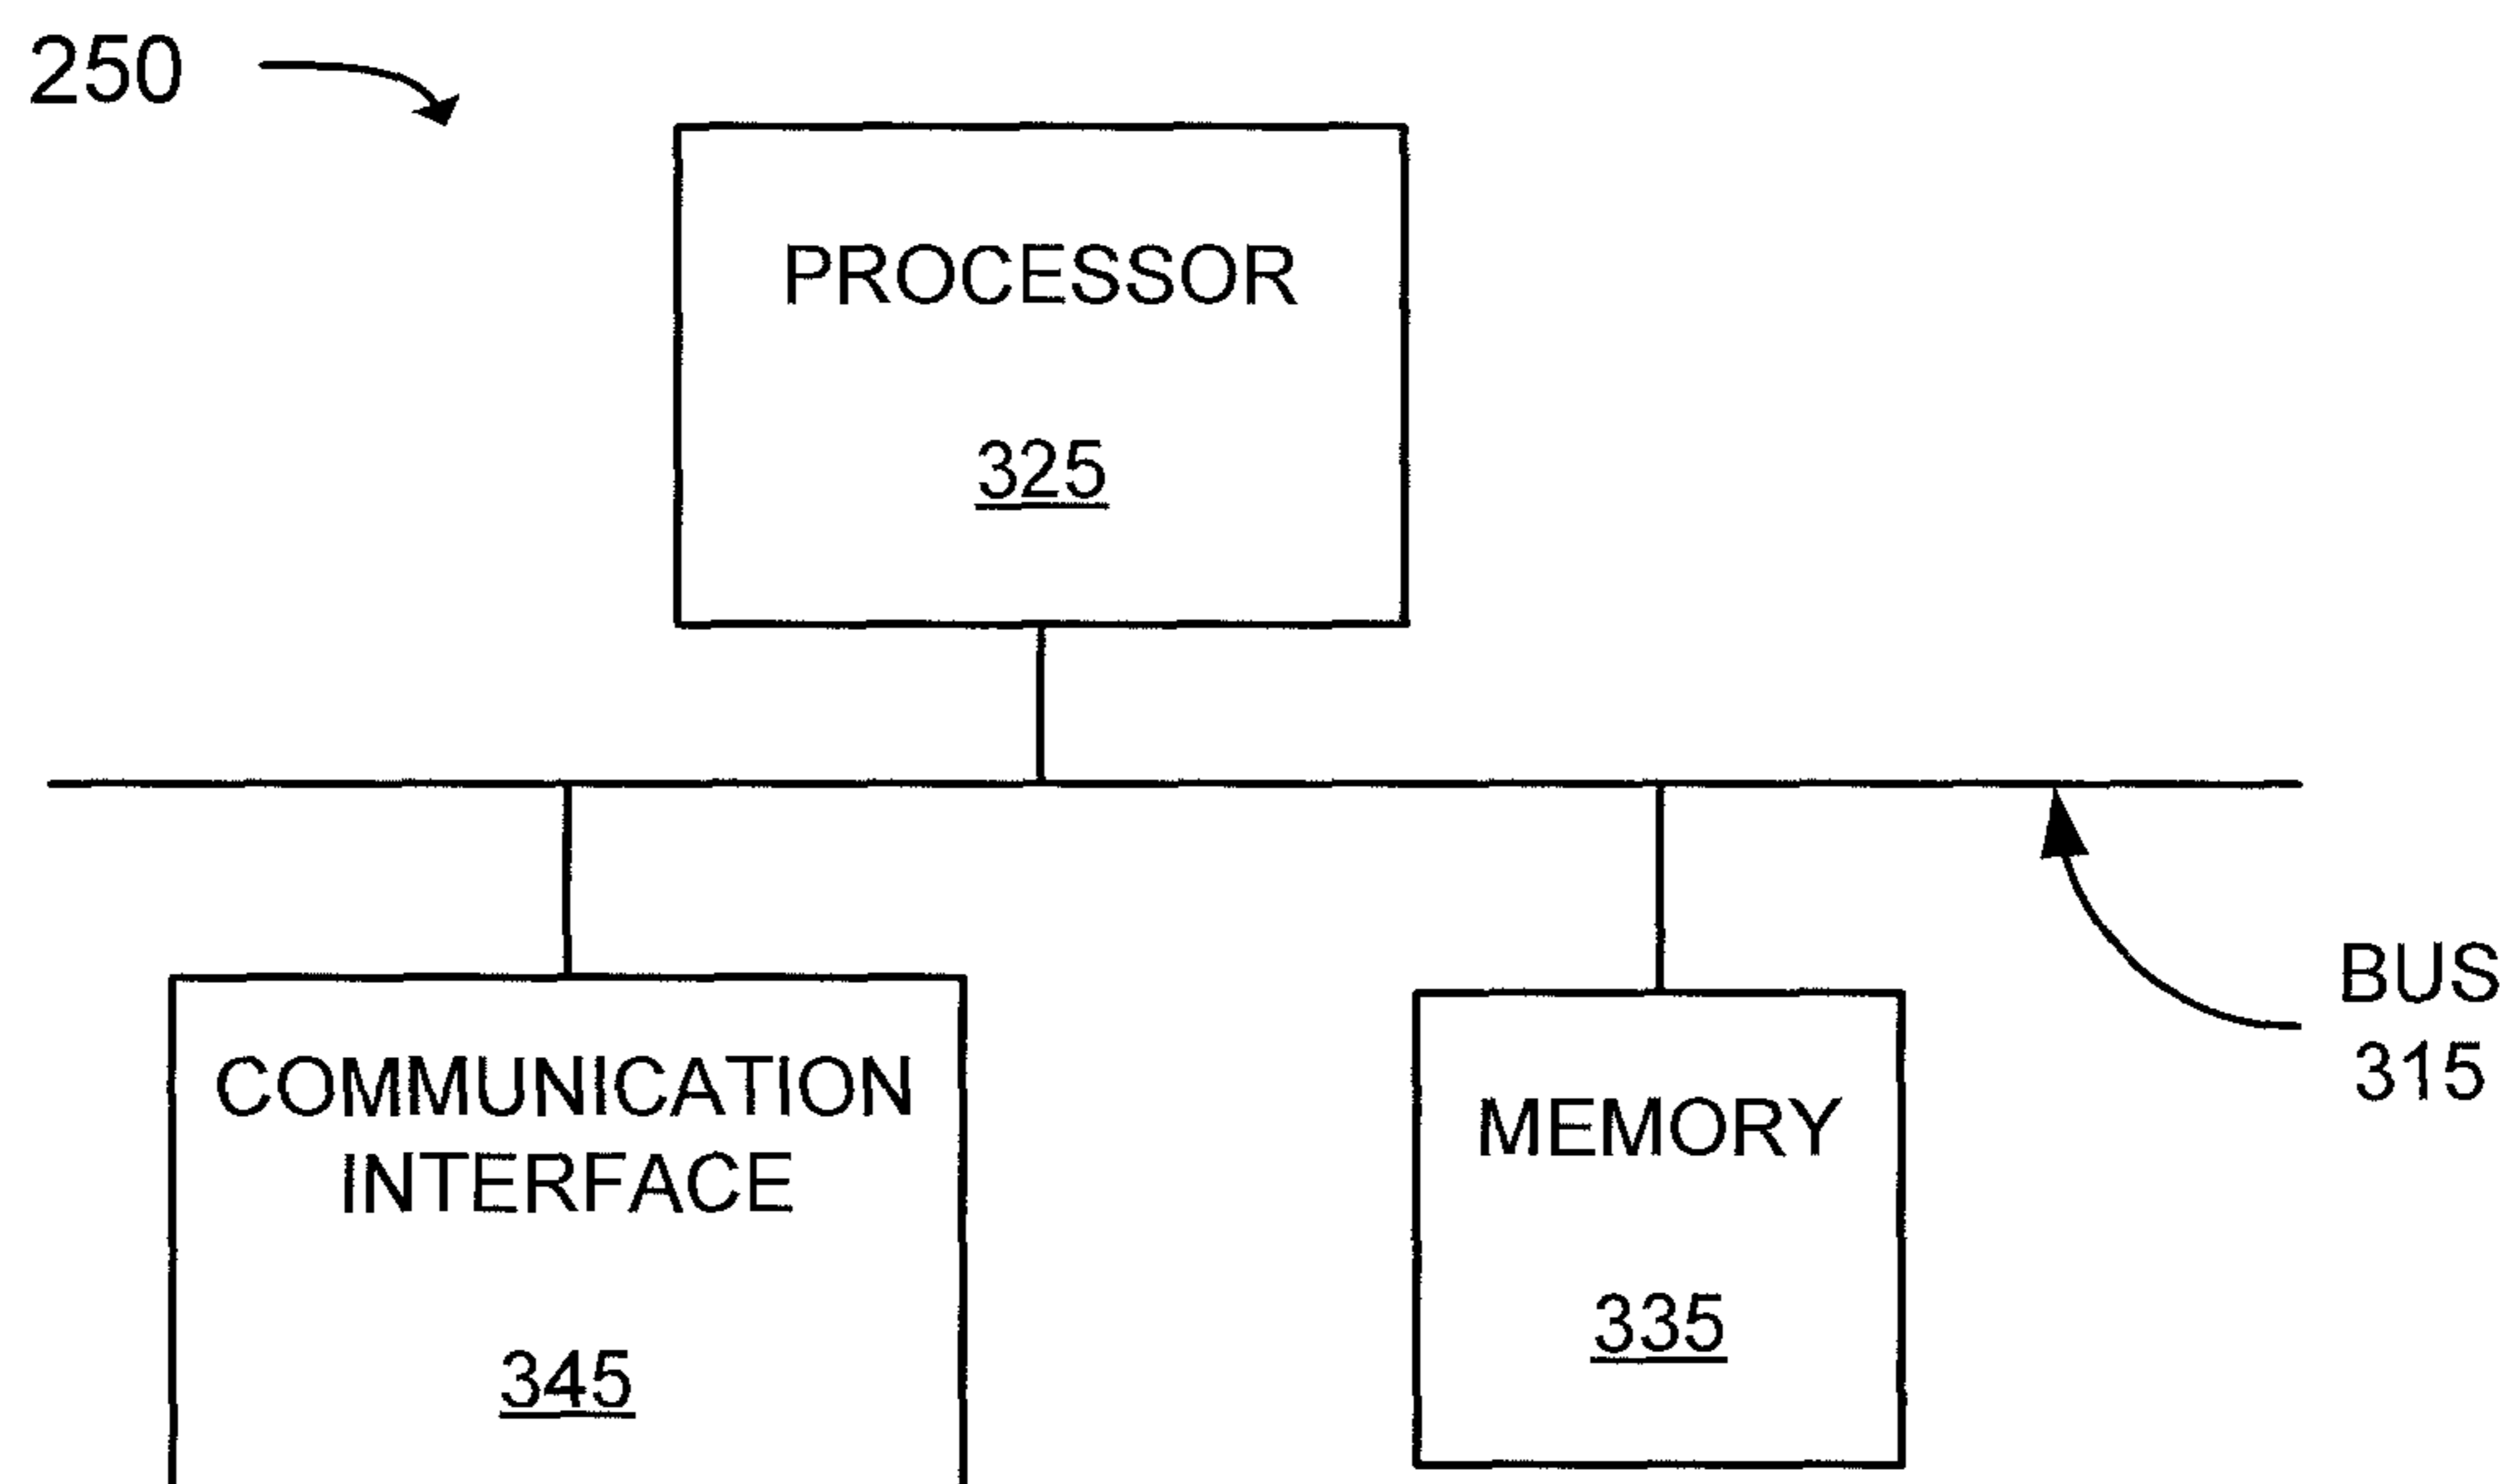 250
PROCESSOR
325
BUS
315
COMMUNICATION
INTERFACE
345
MEMORY
335